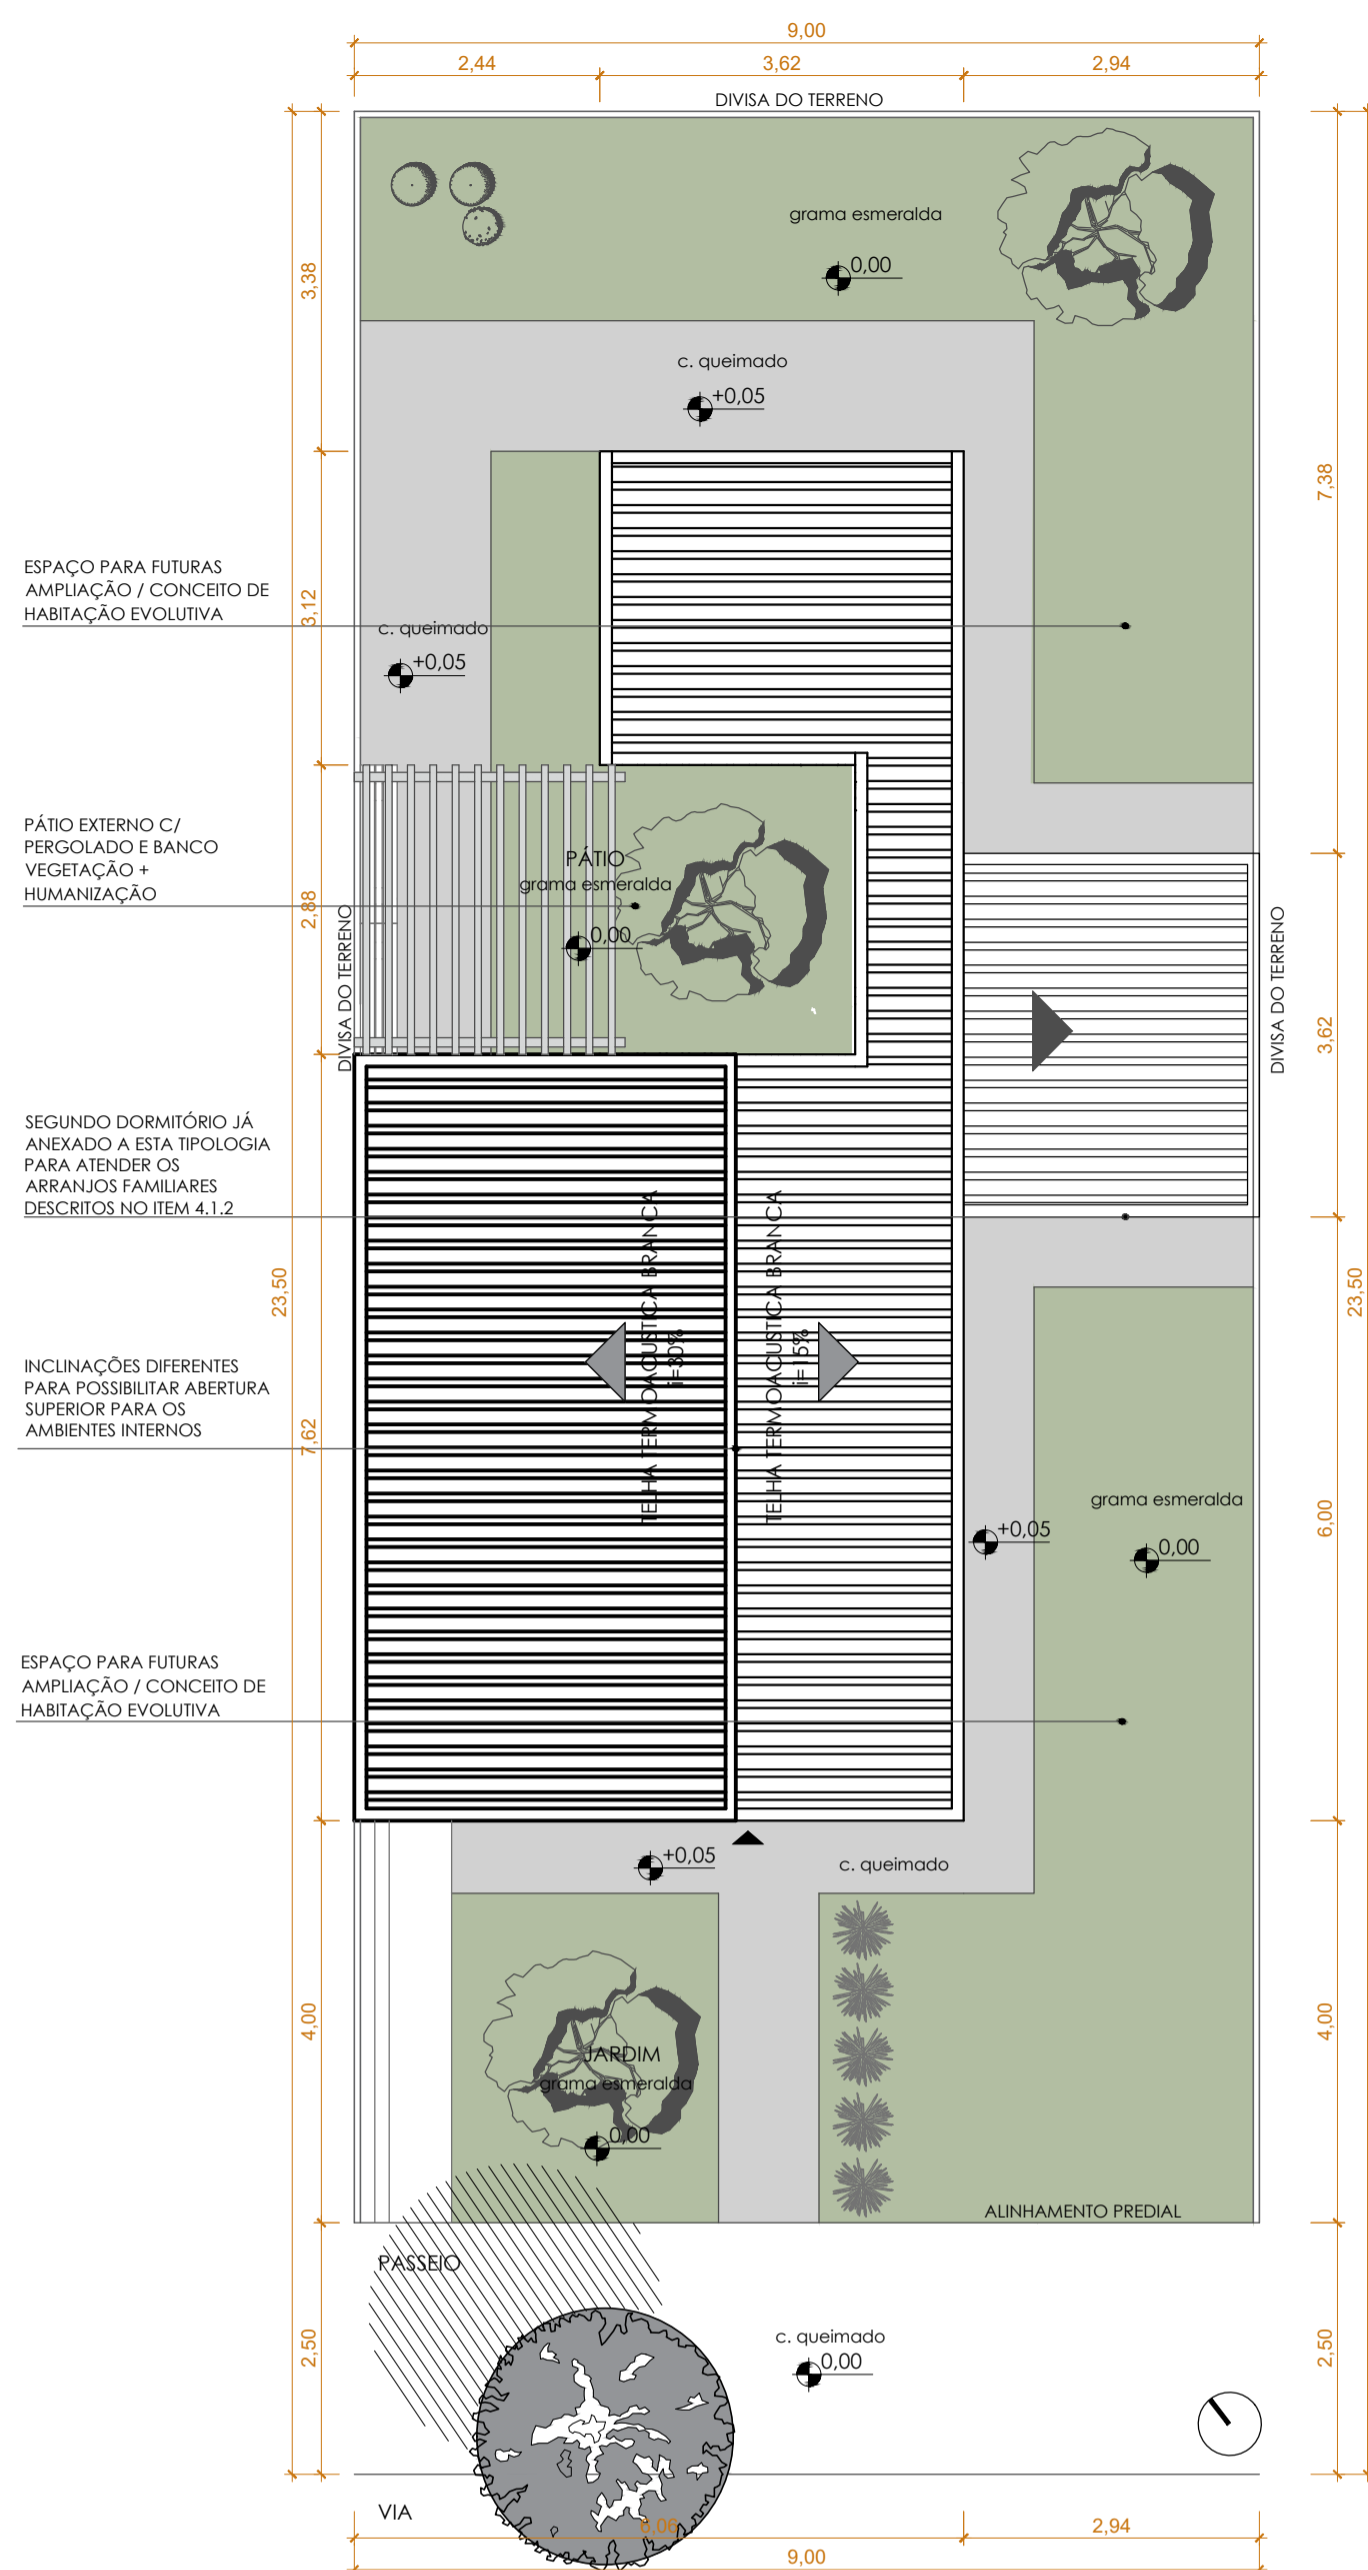 9,00
2,44
3,62
2,94
DIVISA DO TERRENO
grama esmeralda
0,00
3,38
c. queimado
+0,05
7,38
ESPAÇO PARA FUTURAS
AMPLIAÇÃO / CONCEITO DE
HABITAÇÃO EVOLUTIVA
3,12
c. queimado
+0,05
PÁTIO EXTERNO C/
PERGOLADO E BANCO
VEGETAÇÃO +
HUMANIZAÇÃO
2,88
PÁTIO
grama esmeralda
0,00
DIVISA DO TERRENO
DIVISA DO TERRENO
3,62
SEGUNDO DORMITÓRIO JÁ
ANEXADO A ESTA TIPOLOGIA
PARA ATENDER OS
ARRANJOS FAMILIARES
DESCRITOS NO ITEM 4.1.2
23,50
23,50
TELHA TERMOACUSTICA BRANCA
i=30%
TELHA TERMOACUSTICA BRANCA
i=15%
INCLINAÇÕES DIFERENTES
PARA POSSIBILITAR ABERTURA
SUPERIOR PARA OS
AMBIENTES INTERNOS
7,62
grama esmeralda
+0,05
0,00
6,00
ESPAÇO PARA FUTURAS
AMPLIAÇÃO / CONCEITO DE
HABITAÇÃO EVOLUTIVA
+0,05
c. queimado
4,00
JARDIM
grama esmeralda
0,00
4,00
ALINHAMENTO PREDIAL
PASSEIO
2,50
c. queimado
0,00
2,50
VIA
6,06
2,94
9,00